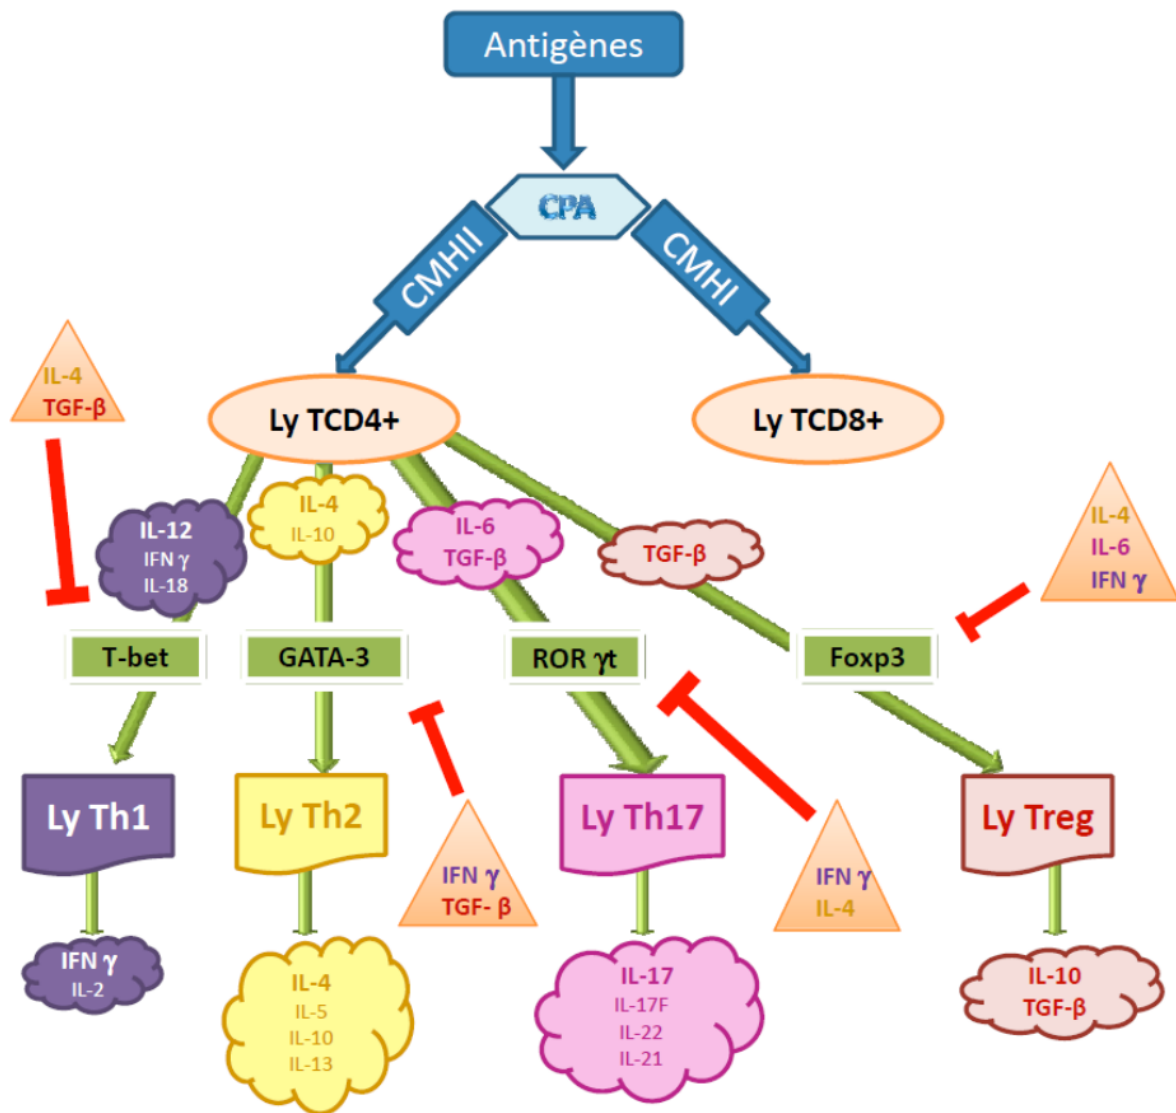 Antigènes
CPA
CMHII
CMHI
IL-4
TGF-β
Ly TCD4+
Ly TCD8+
IL-12
IFN γ
IL-18
IL-4
IL-10
IL-6
TGF-β
TGF-β
IL-4
IL-6
IFN γ
T-bet
GATA-3
ROR γt
Foxp3
Ly Th1
Ly Th2
Ly Th17
Ly Treg
IFN γ
TGF- β
IFN γ
IL-4
IFN γ
IL-2
IL-4
IL-5
IL-10
IL-13
IL-17
IL-17F
IL-22
IL-21
IL-10
TGF-β